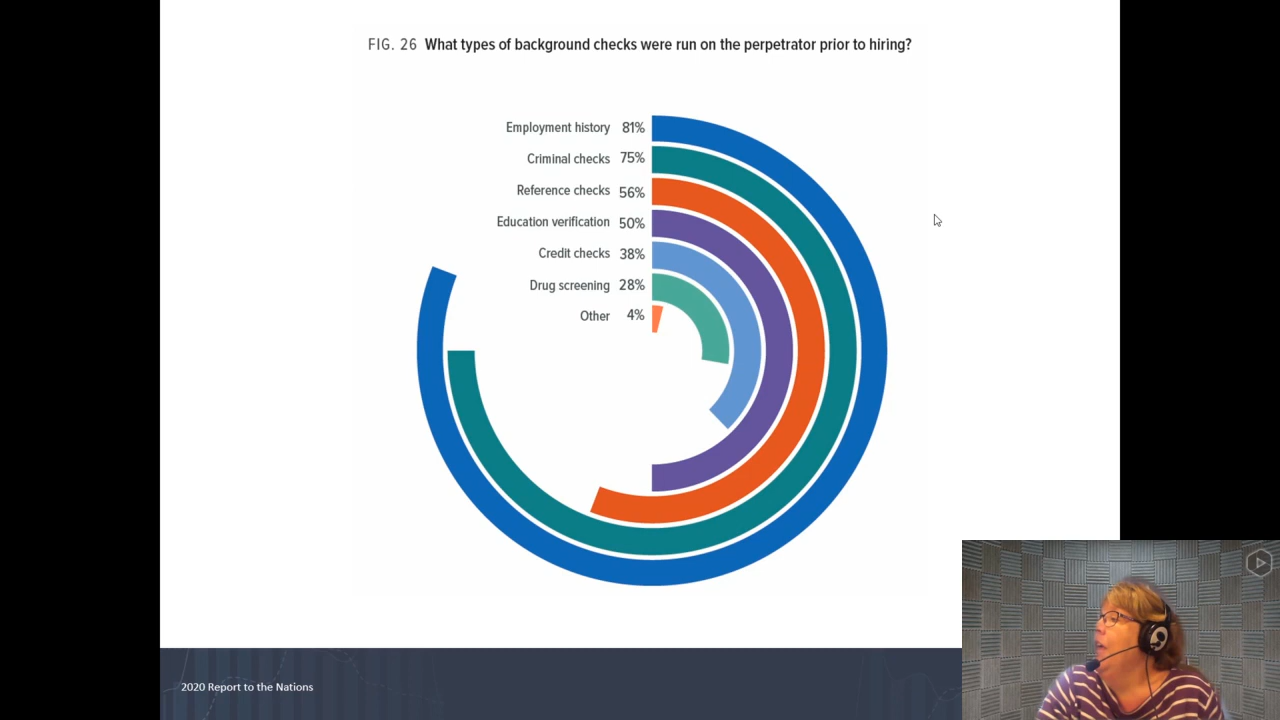 FIG. 26 What types of background checks were run on the perpetrator prior to hiring?
Employment history 81%
Criminal checks 75%
Reference checks 56%
Education verification 50%
Credit checks 38%
Drug screening 28%
Other 4%
2020 Report to the Nations